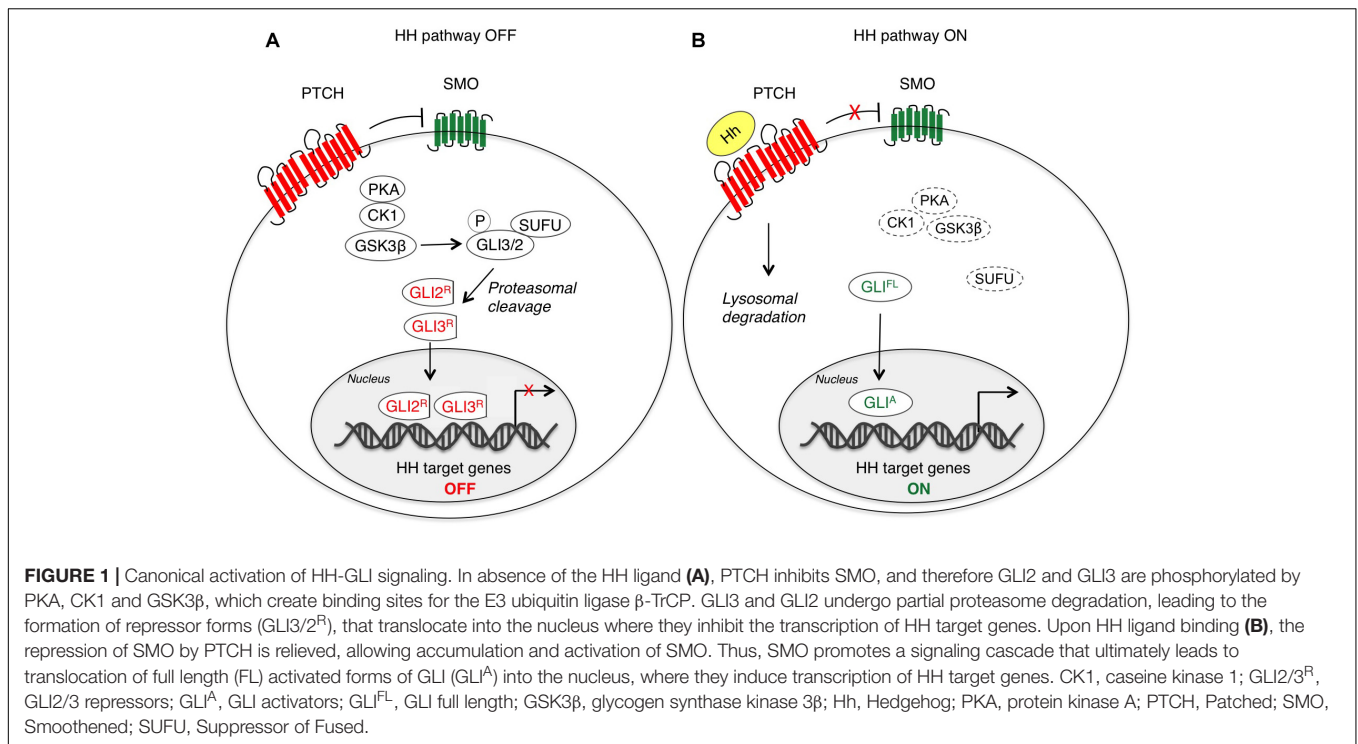 A
HH pathway OFF
PTCH
SMO
PKA
CK1
GSK3β
P
SUFU
GLI3/2
Proteasomal
cleavage
GLI2ᴿ
GLI3ᴿ
Nucleus
GLI2ᴿ
GLI3ᴿ
X
HH target genes
OFF
B
HH pathway ON
Hh
PTCH
X
SMO
PKA
CK1
GSK3β
SUFU
Lysosomal
degradation
GLIFL
Nucleus
GLIᴬ
HH target genes
ON
FIGURE 1 | Canonical activation of HH-GLI signaling. In absence of the HH ligand (A), PTCH inhibits SMO, and therefore GLI2 and GLI3 are phosphorylated by
PKA, CK1 and GSK3β, which create binding sites for the E3 ubiquitin ligase β-TrCP. GLI3 and GLI2 undergo partial proteasome degradation, leading to the
formation of repressor forms (GLI3/2ᴿ), that translocate into the nucleus where they inhibit the transcription of HH target genes. Upon HH ligand binding (B), the
repression of SMO by PTCH is relieved, allowing accumulation and activation of SMO. Thus, SMO promotes a signaling cascade that ultimately leads to
translocation of full length (FL) activated forms of GLI (GLIᴬ) into the nucleus, where they induce transcription of HH target genes. CK1, caseine kinase 1; GLI2/3ᴿ,
GLI2/3 repressors; GLIᴬ, GLI activators; GLIFL, GLI full length; GSK3β, glycogen synthase kinase 3β; Hh, Hedgehog; PKA, protein kinase A; PTCH, Patched; SMO,
Smoothened; SUFU, Suppressor of Fused.